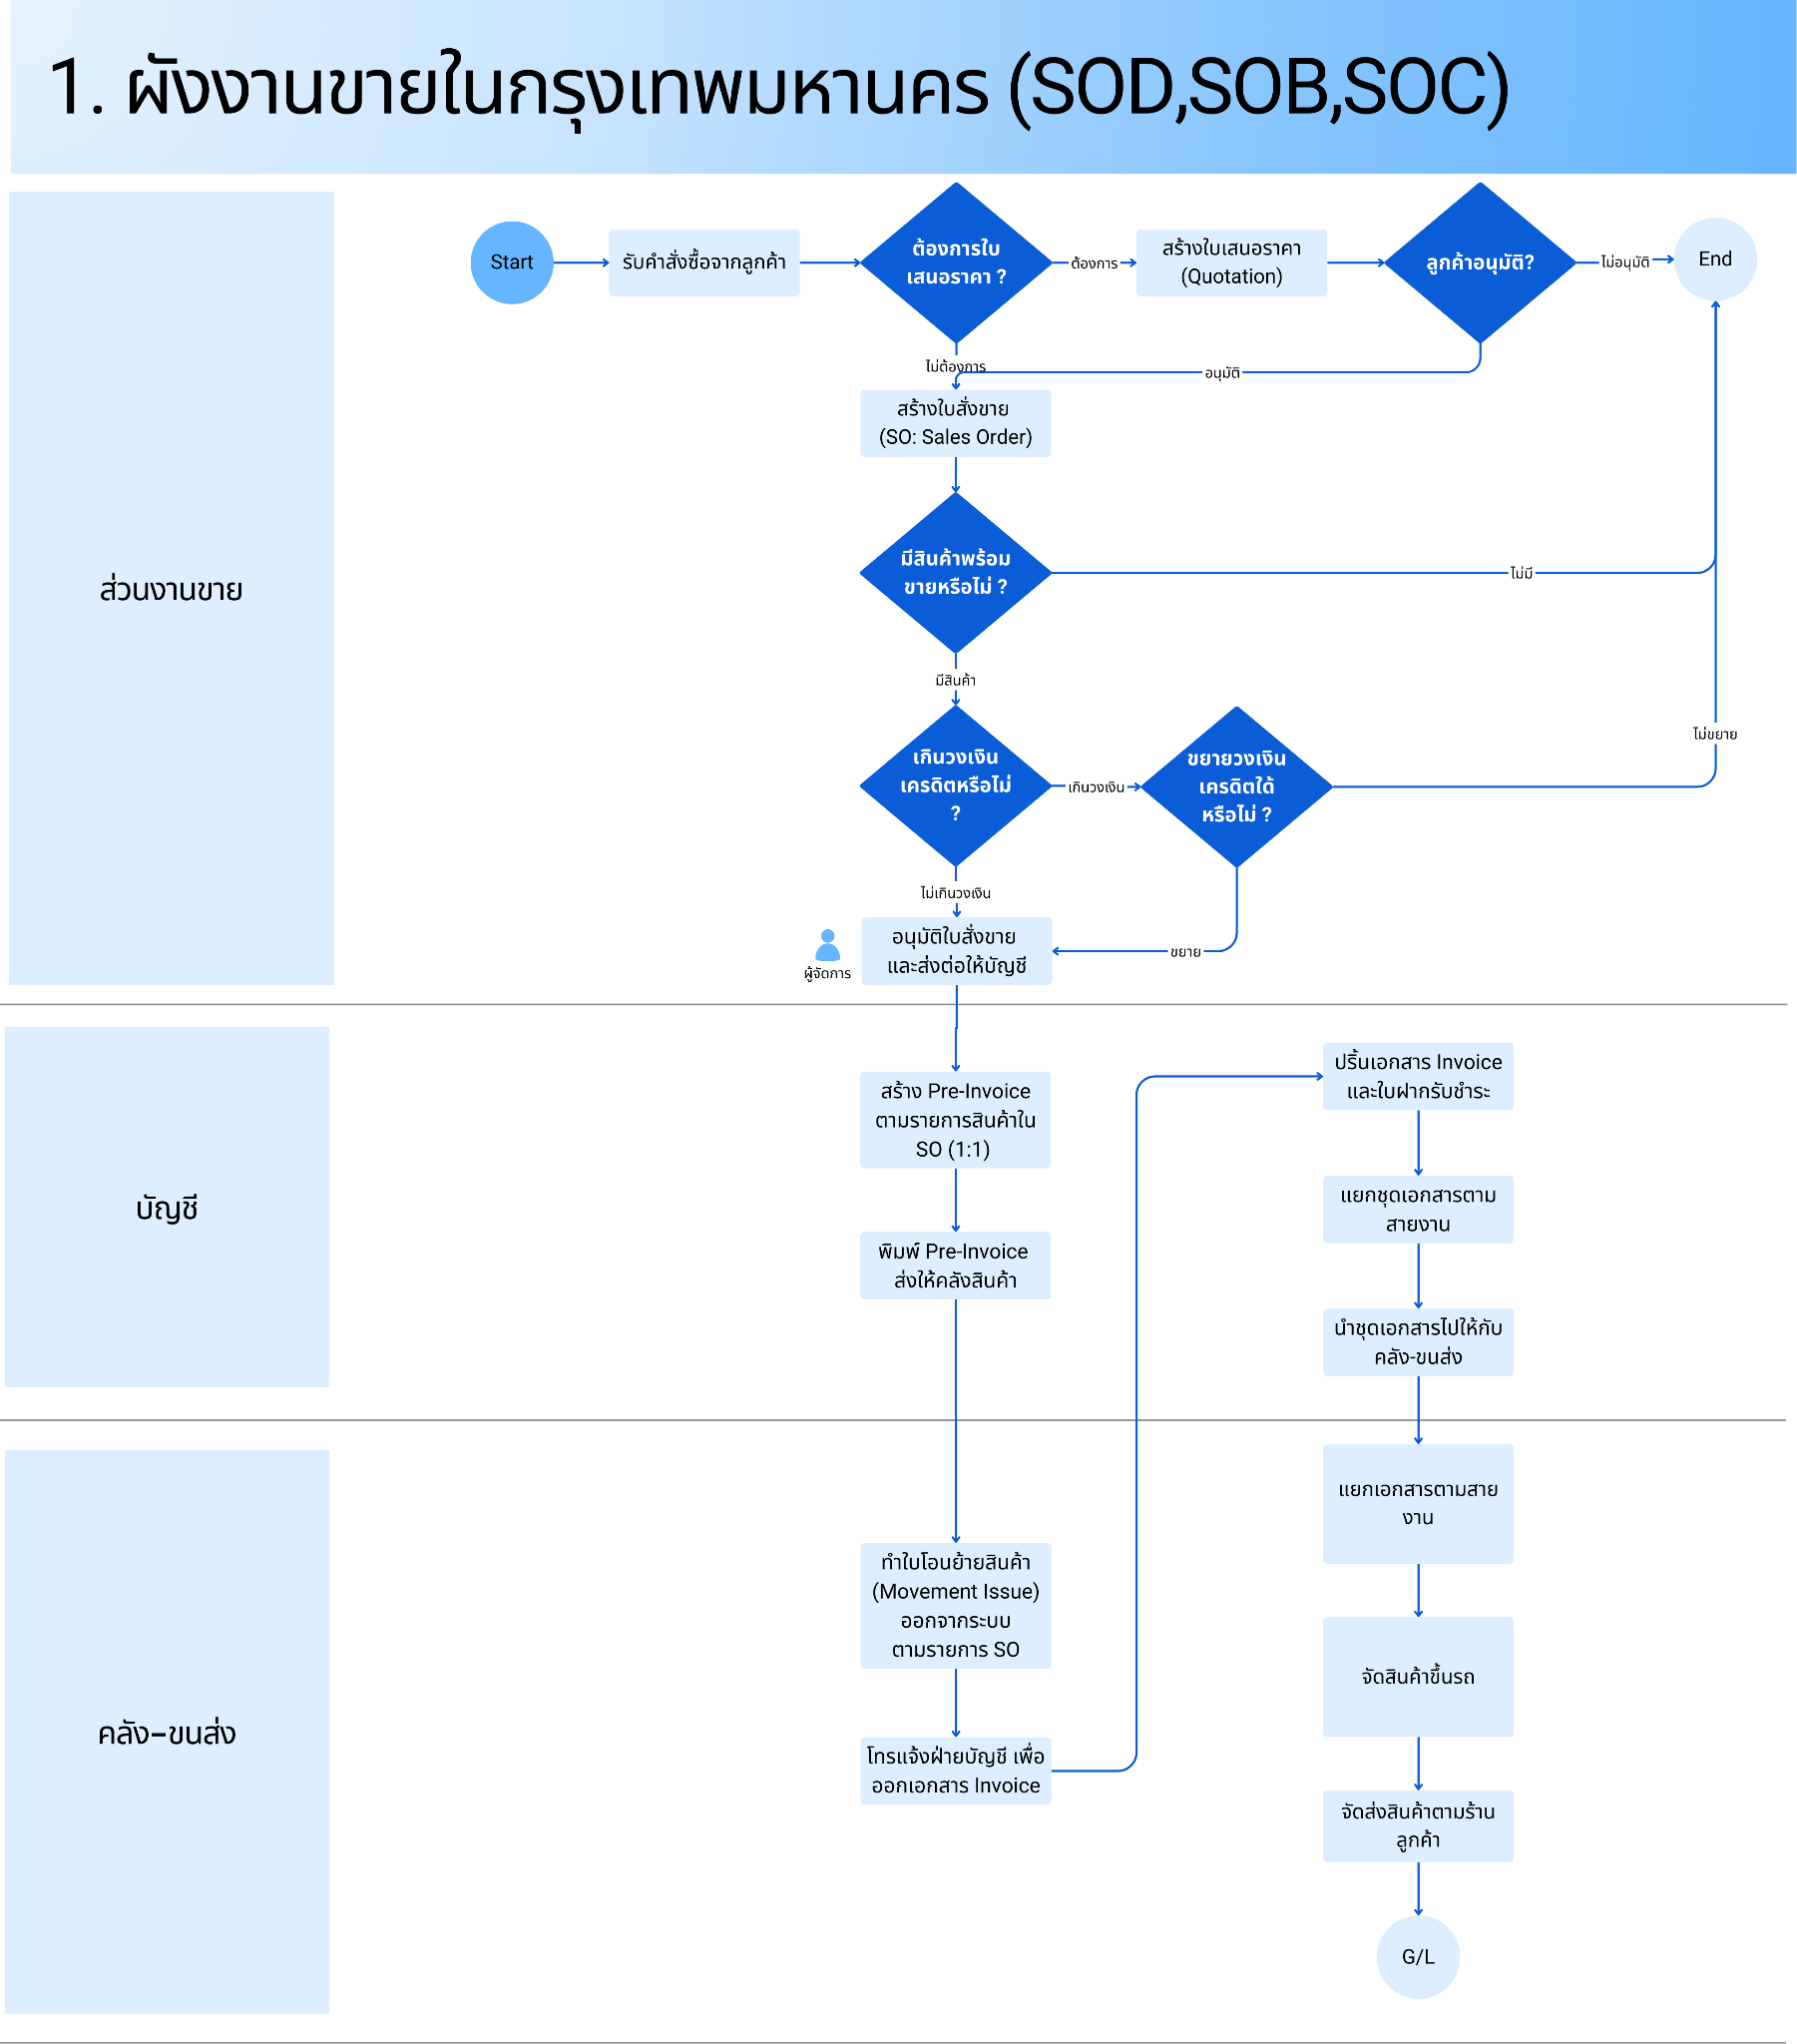 1. ผังงานขายในกรุงเทพมหานคร (SOD,SOB,SOC)
ส่วนงานขาย
Start
รับคำสั่งซื้อจากลูกค้า
ต้องการใบ
เสนอราคา ?
ต้องการ
สร้างใบเสนอราคา
(Quotation)
ลูกค้าอนุมัติ?
ไม่อนุมัติ
End
ไม่ต้องการ
อนุมัติ
สร้างใบสั่งขาย
(SO: Sales Order)
มีสินค้าพร้อม
ขายหรือไม่ ?
ไม่มี
มีสินค้า
เกินวงเงิน
เครดิตหรือไม่
?
เกินวงเงิน
ขยายวงเงิน
เครดิตใด้
หรือไม่ ?
ไม่ขยาย
ไม่เกินวงเงิน
ผู้จัดการ
อนุมัติใบสั่งขาย
และส่งต่อให้บัญชี
ขยาย
บัญชี
สร้าง Pre-Invoice
ตามรายการสินค้าใน
SO (1:1)
พิมพ์ Pre-Invoice
ส่งให้คลังสินค้า
ปริ้นเอกสาร Invoice
และใบฝากรับชำระ
แยกชุดเอกสารตาม
สายงาน
นำชุดเอกสารไปให้กับ
คลัง-ขนส่ง
คลัง–ขนส่ง
ทำใบโอนย้ายสินค้า
(Movement Issue)
ออกจากระบบ
ตามรายการ SO
โทรแจ้งฝ่ายบัญชี เพื่อ
ออกเอกสาร Invoice
แยกเอกสารตามสาย
งาน
จัดสินค้าขึ้นรถ
จัดส่งสินค้าตามร้าน
ลูกค้า
G/L